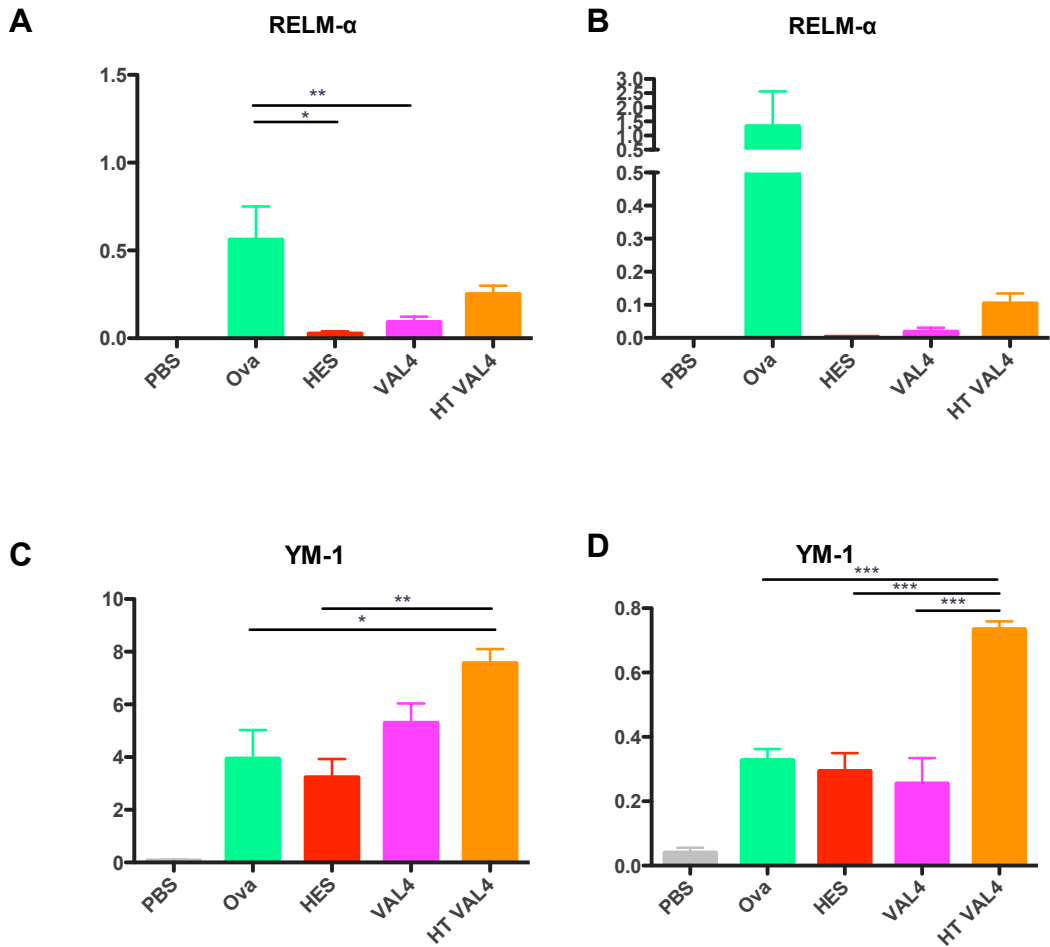 A
RELM-α
1.5
1.0
0.5
0.0
**
*
PBS
Ova
HES
VAL4
HT VAL4
B
RELM-α
3.0
2.5
2.0
1.5
1.0
0.5
0.5
0.4
0.3
0.2
0.1
0.0
PBS
Ova
HES
VAL4
HT VAL4
C
YM-1
10
8
6
4
2
0
**
*
PBS
Ova
HES
VAL4
HT VAL4
D
YM-1
***
***
***
0.8
0.6
0.4
0.2
0.0
PBS
Ova
HES
VAL4
HT VAL4